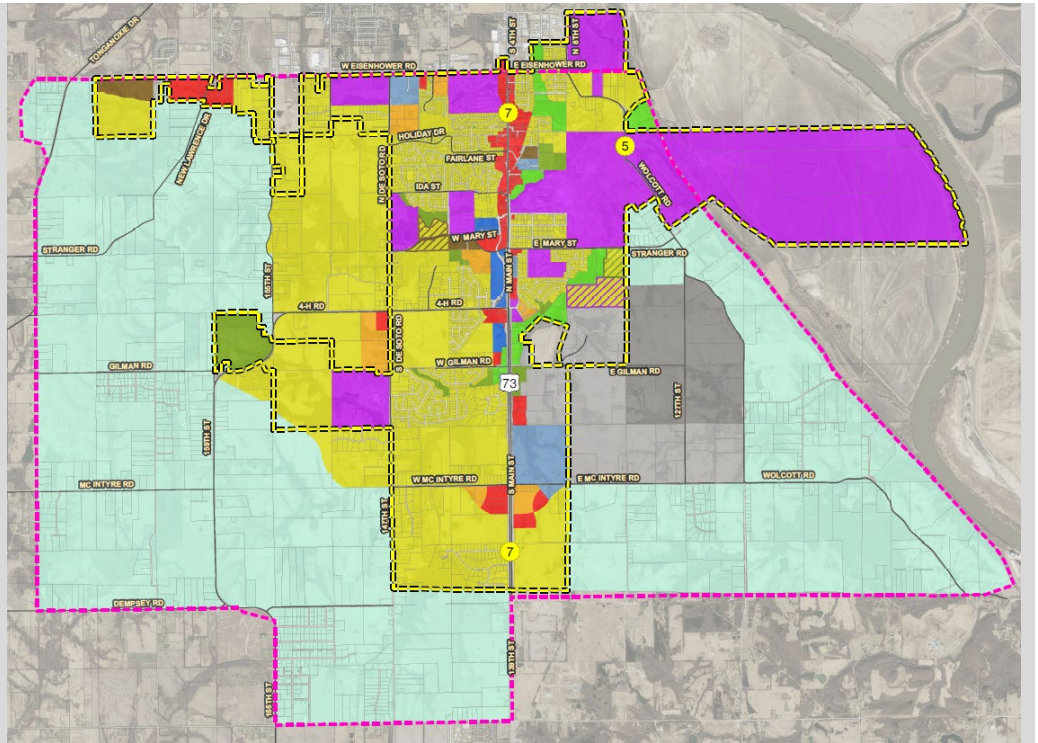 TONGANOXIE DR
S 4TH ST
N 8TH ST
W EISENHOWER RD
E EISENHOWER RD
7
NEW LAWRENCE DR
HOLIDAY DR
5
FAIRLANE ST
N DE SOTO RD
IDA ST
WOLCOTT RD
W MARY ST
E MARY ST
STRANGER RD
STRANGER RD
155TH ST
N MAIN ST
4-H RD
4-H RD
S DE SOTO RD
GILMAN RD
W GILMAN RD
E GILMAN RD
73
127TH ST
159TH ST
S MAIN ST
MC INTYRE RD
W MC INTYRE RD
E MC INTYRE RD
WOLCOTT RD
147TH ST
7
DEMPSEY RD
139TH ST
155TH ST